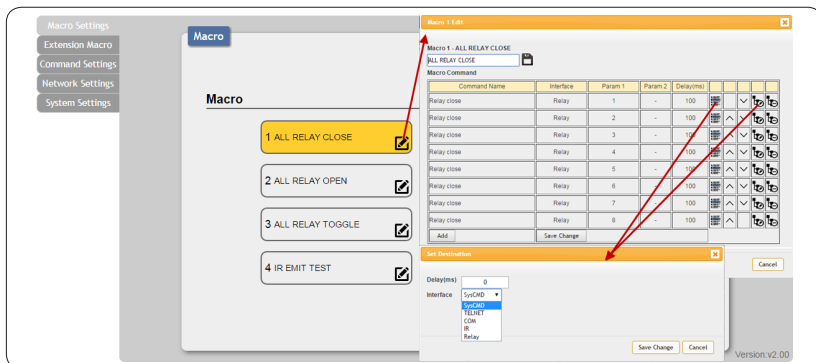 Macro Settings
Extension Macro
Command Settings
Network Settings
System Settings
Macro
Macro
1 ALL RELAY CLOSE
2 ALL RELAY OPEN
3 ALL RELAY TOGGLE
4 IR EMIT TEST
Macro 1 Edit
Macro 1 - ALL RELAY CLOSE
ALL RELAY CLOSE
Macro Command
Command Name Interface Param 1 Param 2 Delay(ms)
Relay close Relay 1 - 100
Relay close Relay 2 - 100
Relay close Relay 3 - 100
Relay close Relay 4 - 100
Relay close Relay 5 - 100
Relay close Relay 6 - 100
Relay close Relay 7 - 100
Relay close Relay 8 - 100
Add Save Change
Cancel
Set Destination
Delay(ms) 0
Interface SysCMD
SysCMD
TELNET
COM
IR
Relay
Save Change Cancel
Version:v2.00